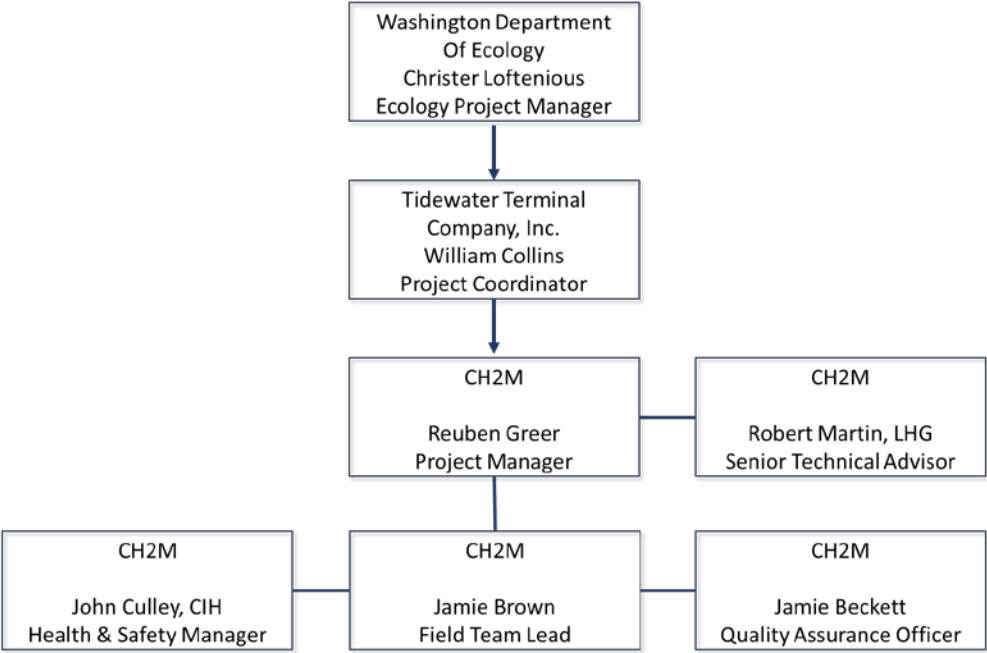 Washington Department
Of Ecology
Christer Loftenious
Ecology Project Manager
Tidewater Terminal
Company, Inc.
William Collins
Project Coordinator
CH2M
Reuben Greer
Project Manager
CH2M
Robert Martin, LHG
Senior Technical Advisor
CH2M
John Culley, CIH
Health & Safety Manager
CH2M
Jamie Brown
Field Team Lead
CH2M
Jamie Beckett
Quality Assurance Officer